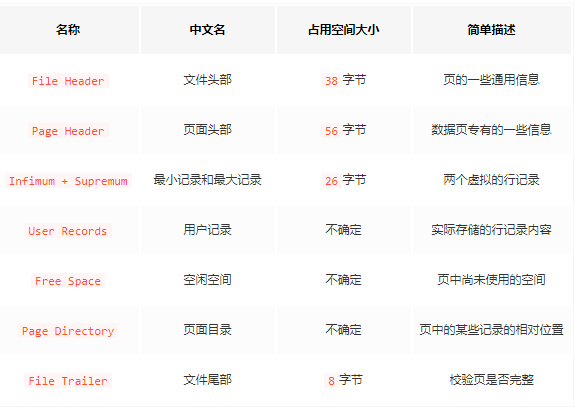 名称 中文名 占用空间大小 简单描述
File Header 文件头部 38 字节 页的一些通用信息
Page Header 页面头部 56 字节 数据页专有的一些信息
Infimum + Supremum 最小记录和最大记录 26 字节 两个虚拟的行记录
User Records 用户记录 不确定 实际存储的行记录内容
Free Space 空闲空间 不确定 页中尚未使用的空间
Page Directory 页面目录 不确定 页中的某些记录的相对位置
File Trailer 文件尾部 8 字节 校验页是否完整